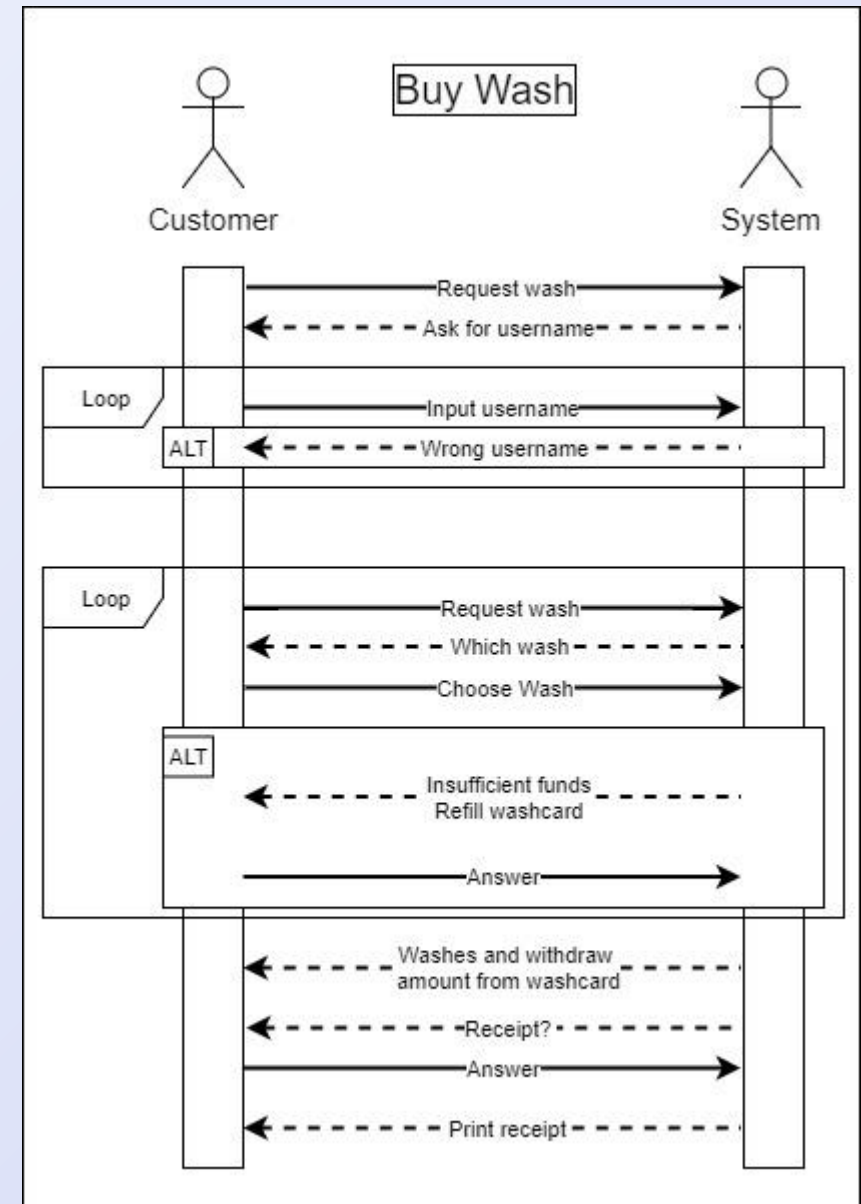 Buy Wash
Customer
System
Request wash
Ask for username
Loop
Input username
ALT
Wrong username
Loop
Request wash
Which wash
Choose Wash
ALT
Insufficient funds
Refill washcard
Answer
Washes and withdraw
amount from washcard
Receipt?
Answer
Print receipt